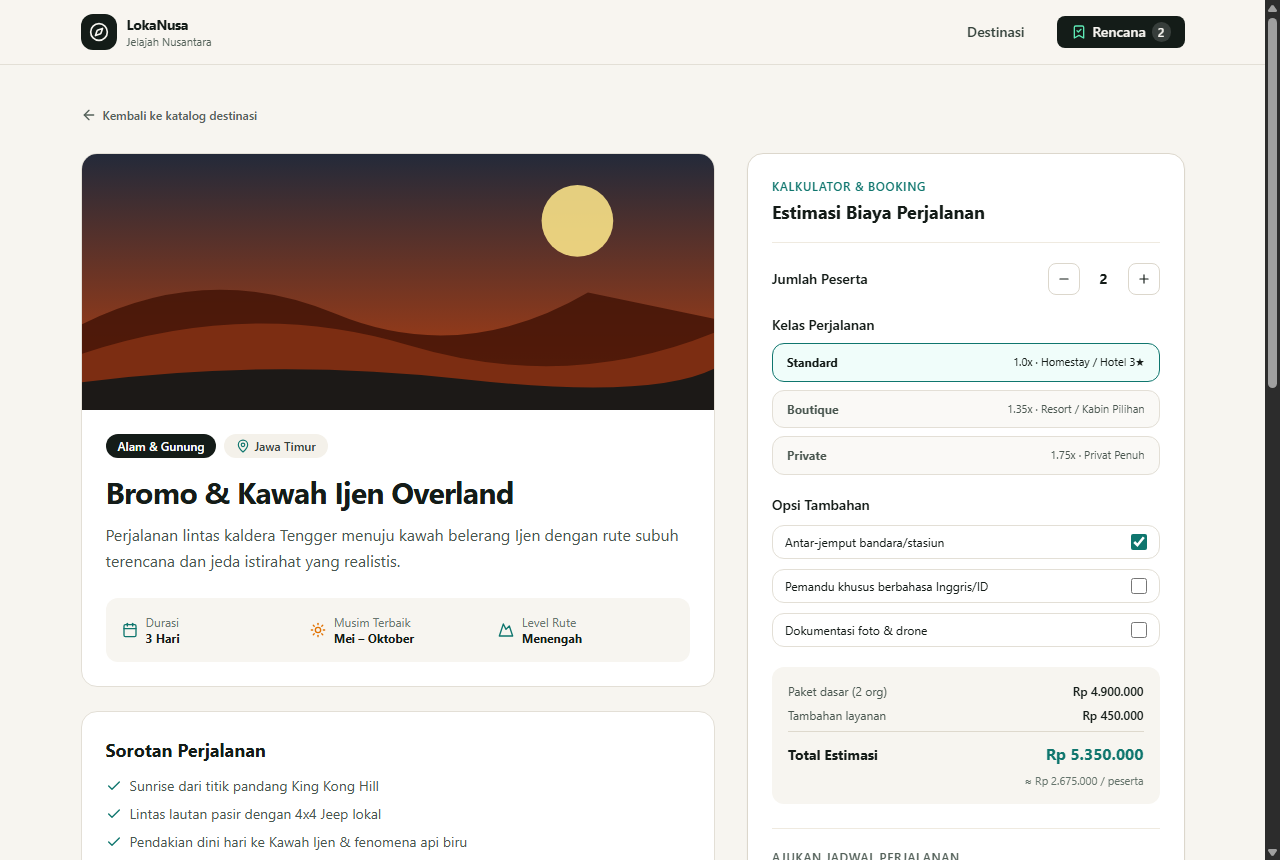 LokaNusa
Jelajah Nusantara
Destinasi
Rencana 2
Kembali ke katalog destinasi
Alam & Gunung
Jawa Timur
Bromo & Kawah Ijen Overland
Perjalanan lintas kaldera Tengger menuju kawah belerang Ijen dengan rute subuh
terencana dan jeda istirahat yang realistis.
Durasi
3 Hari
Musim Terbaik
Mei – Oktober
Level Rute
Menengah
Sorotan Perjalanan
Sunrise dari titik pandang King Kong Hill
Lintas lautan pasir dengan 4x4 Jeep lokal
Pendakian dini hari ke Kawah Ijen & fenomena api biru
KALKULATOR & BOOKING
Estimasi Biaya Perjalanan
Jumlah Peserta
− 2 +
Kelas Perjalanan
Standard 1.0x · Homestay / Hotel 3★
Boutique 1.35x · Resort / Kabin Pilihan
Private 1.75x · Privat Penuh
Opsi Tambahan
Antar-jemput bandara/stasiun
Pemandu khusus berbahasa Inggris/ID
Dokumentasi foto & drone
Paket dasar (2 org) Rp 4.900.000
Tambahan layanan Rp 450.000
Total Estimasi Rp 5.350.000
≈ Rp 2.675.000 / peserta
AJUKAN JADWAL PERJALANAN